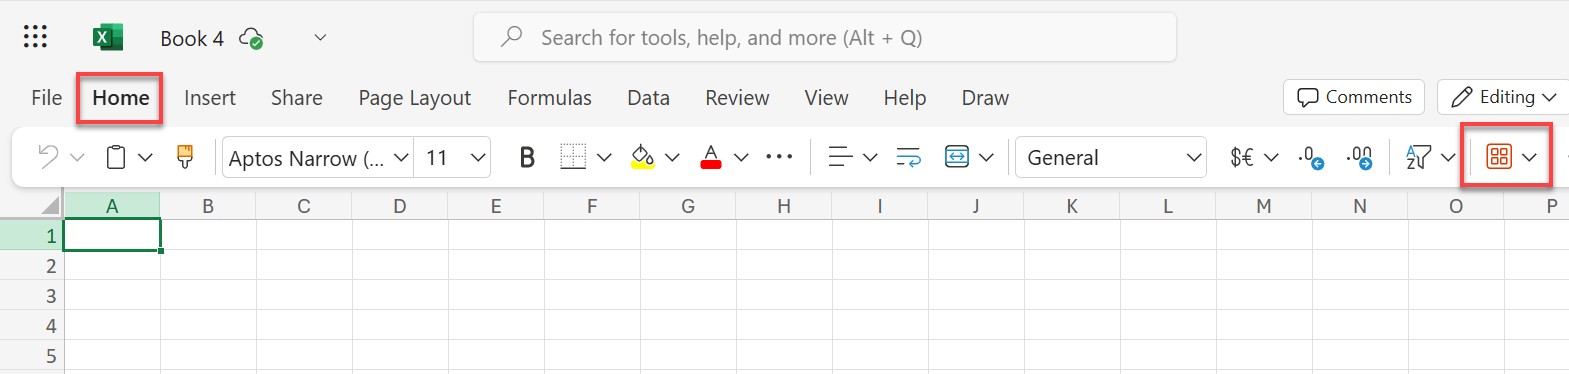 Book 4
Search for tools, help, and more (Alt + Q)
File Home Insert Share Page Layout Formulas Data Review View Help Draw Comments Editing
Aptos Narrow (... 11 B A ... General $€ .0 .00 AZ
A B C D E F G H I J K L M N O P
1
2
3
4
5